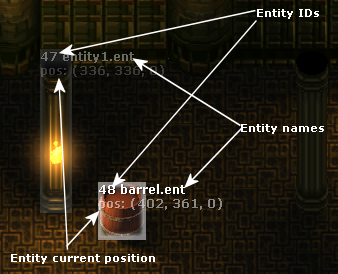 Entity IDs
47 entity1.ent
pos: (336, 336, 0)
Entity names
48 barrel.ent
pos: (402, 361, 0)
Entity current position